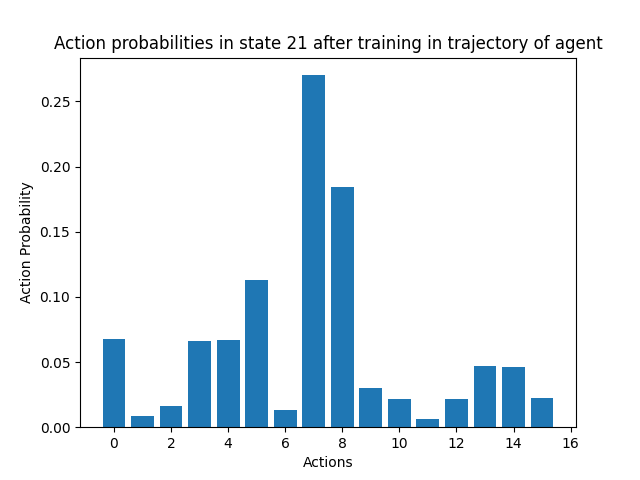 Action probabilities in state 21 after training in trajectory of agent
0.25
0.20
0.15
0.10
0.05
0.00
Action Probability
0 2 4 6 8 10 12 14 16
Actions